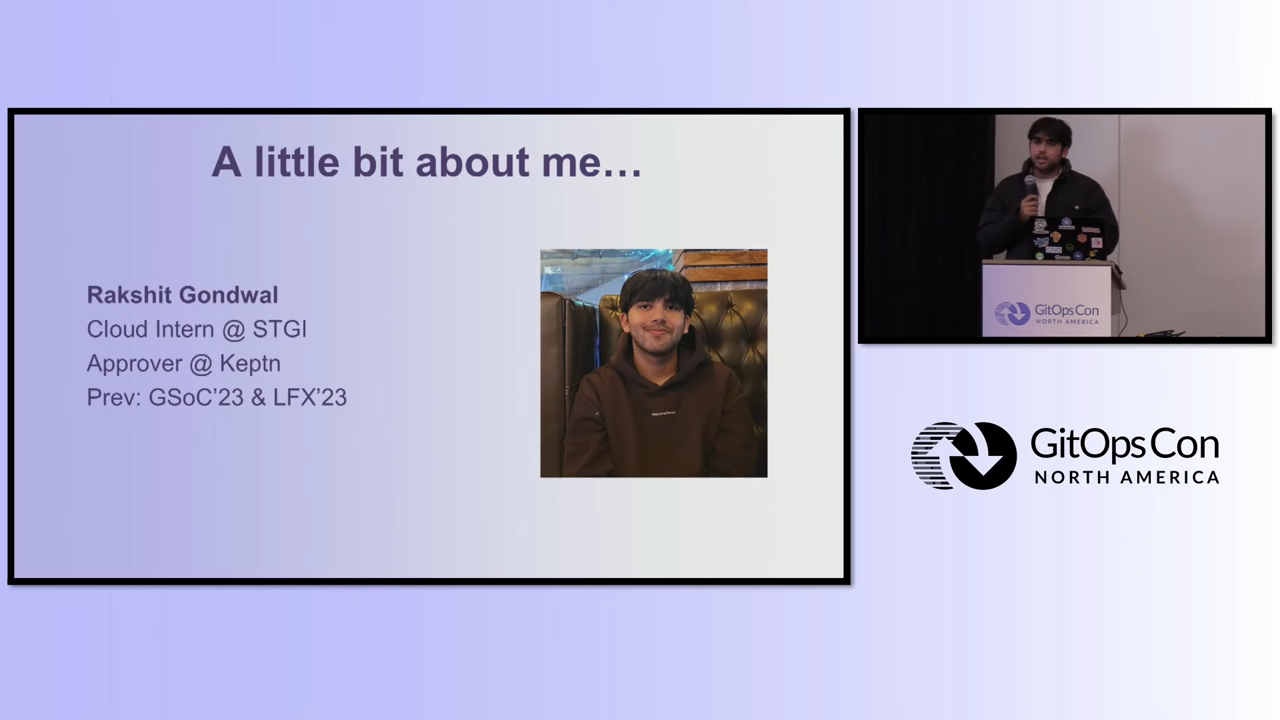 A little bit about me…
Rakshit Gondwal
Cloud Intern @ STGI
Approver @ Keptn
Prev: GSoC’23 & LFX’23
GitOpsCon
NORTH AMERICA
GitOpsCon
NORTH AMERICA